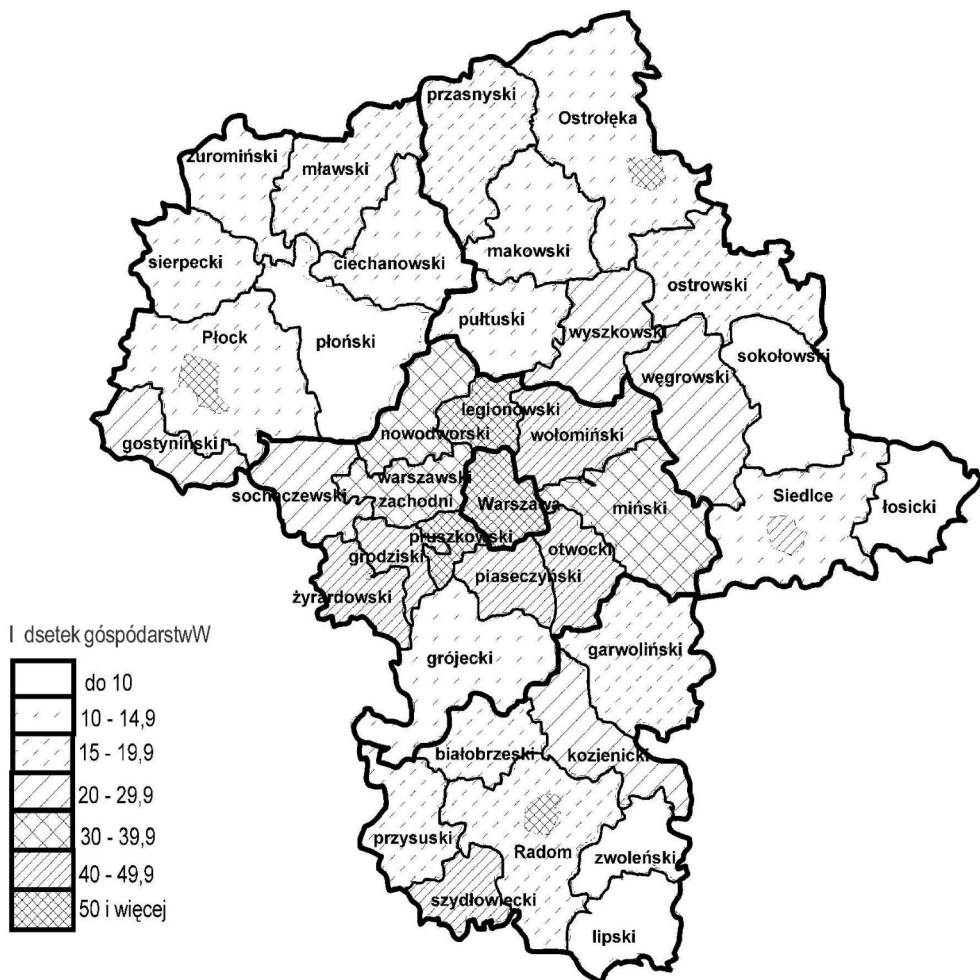 przasnyski
Ostrołęka
żuromiński
mławski
sierpecki
ciechanowski
makowski
ostrowski
Płock
płoński
pułtuski
wyszkowski
sokołowski
węgrowski
legionowski
gostyniński
nowodworski
wołomiński
warszawski
zachodni
sochaczewski
Warszawa
miński
Siedlce
łosicki
pruszkowski
grodziski
otwocki
piaseczyński
żyrardowski
I dsetek góspódarstwW
do 10
10 - 14,9
15 - 19,9
20 - 29,9
30 - 39,9
40 - 49,9
50 i więcej
grójecki
garwoliński
białobrzeski
kozienicki
przysuski
Radom
zwoleński
szydłowiecki
lipski